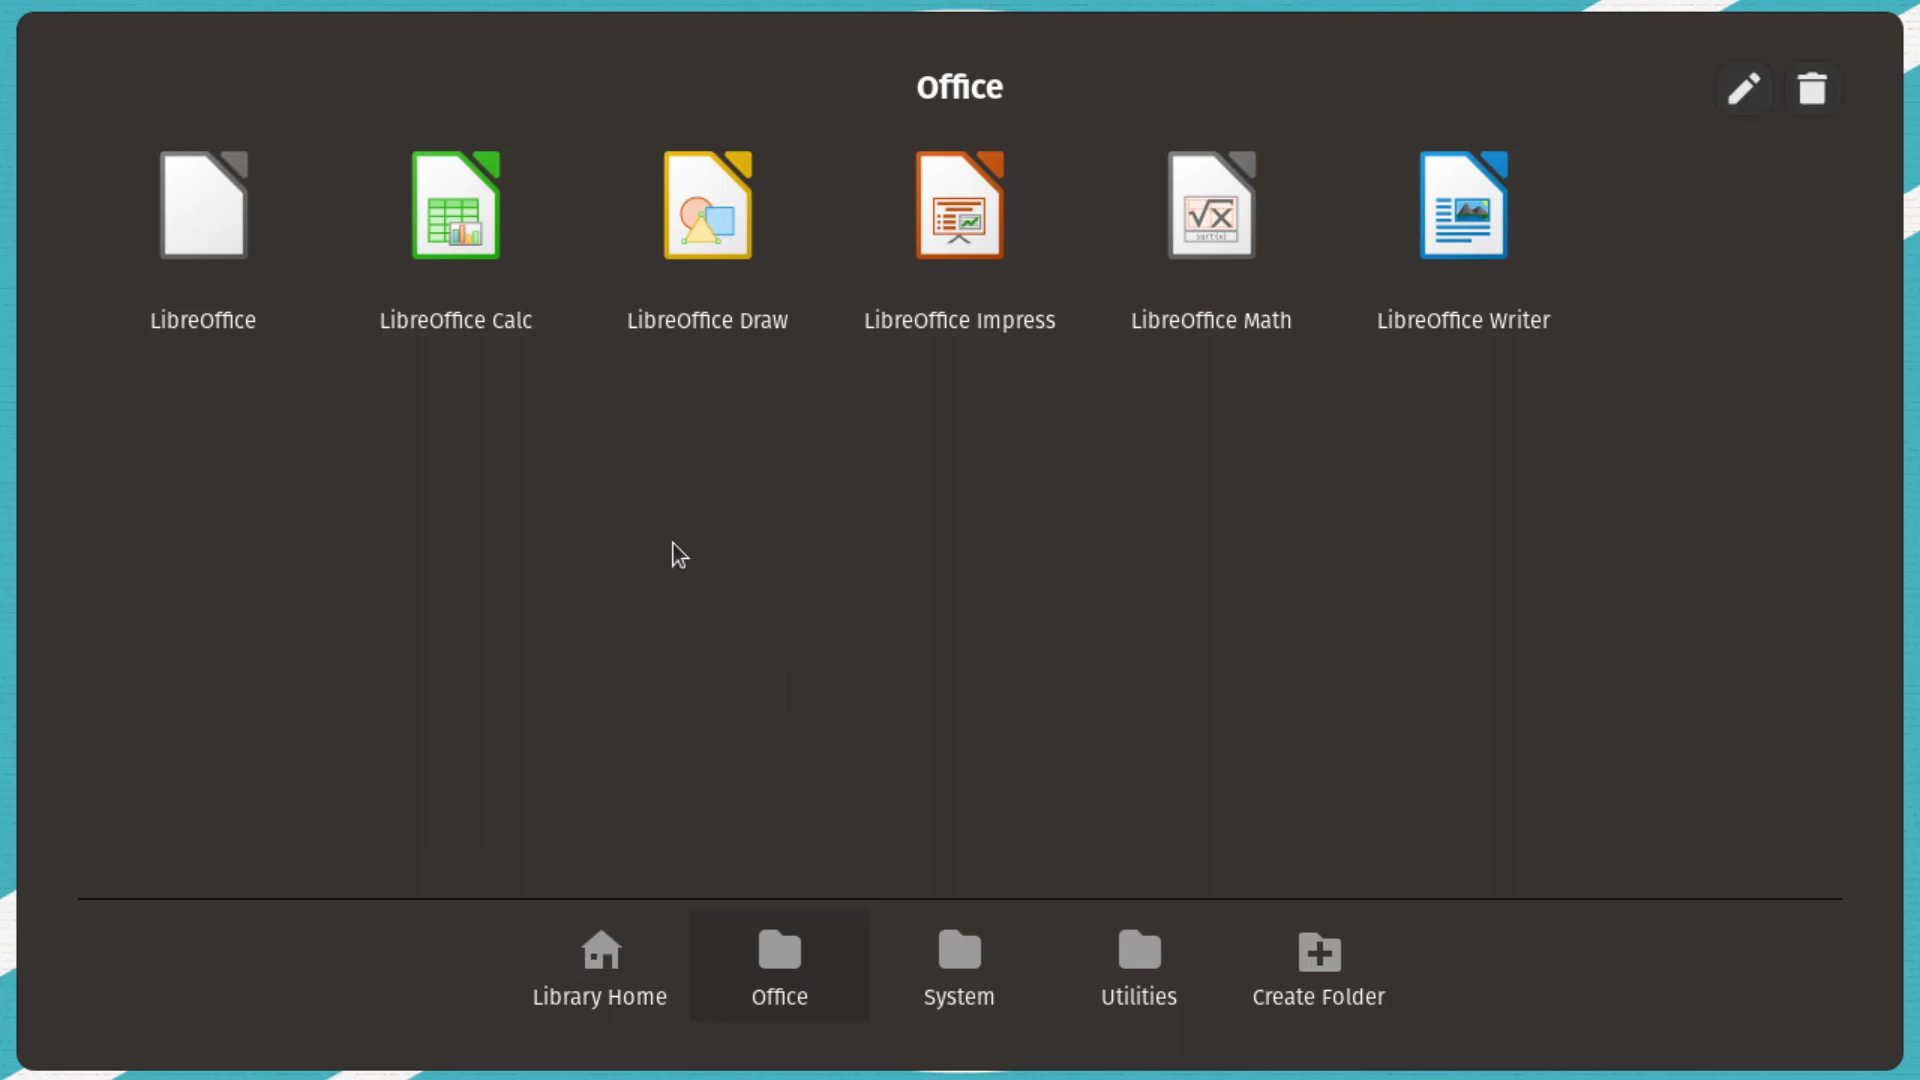 Office
LibreOffice
LibreOffice Calc
LibreOffice Draw
LibreOffice Impress
LibreOffice Math
LibreOffice Writer
Library Home
Office
System
Utilities
Create Folder